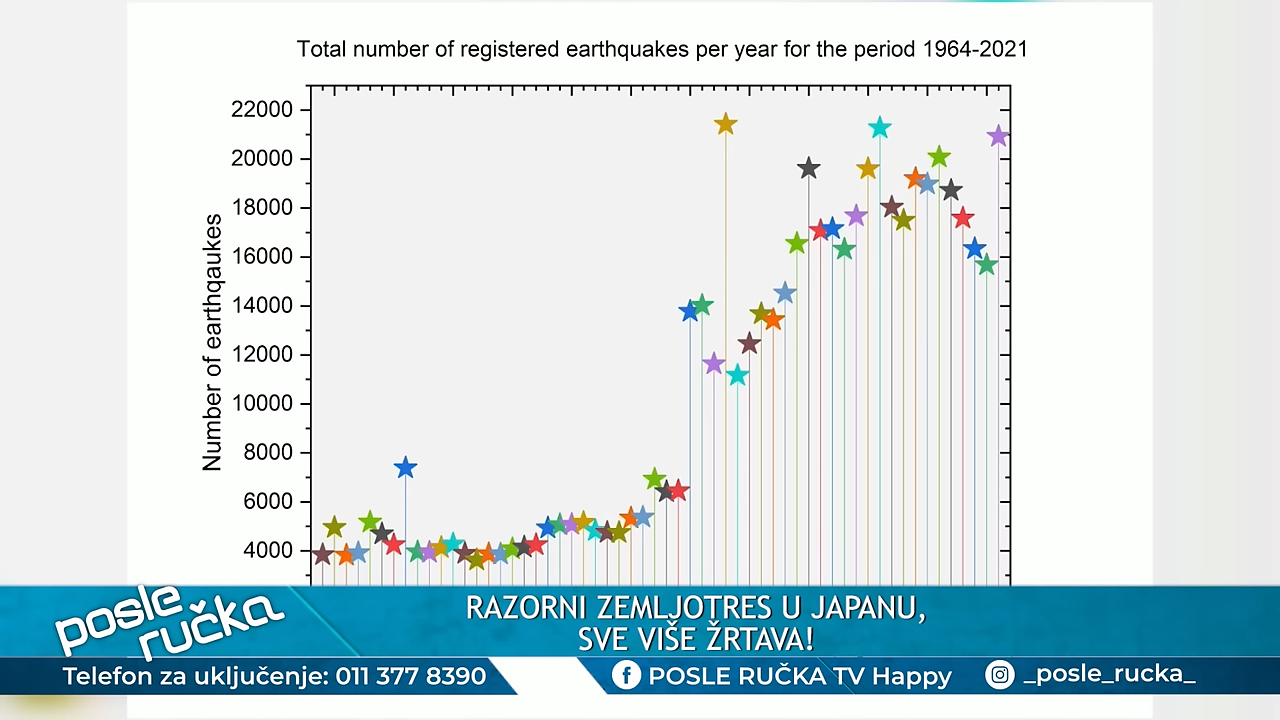 Total number of registered earthquakes per year for the period 1964-2021
22000
20000
18000
16000
14000
12000
10000
8000
6000
4000
Number of earthqaukes
posle
ručka
RAZORNI ZEMLJOTRES U JAPANU,
SVE VIŠE ŽRTAVA!
Telefon za uključenje: 011 377 8390
POSLE RUČKA TV Happy
_posle_rucka_